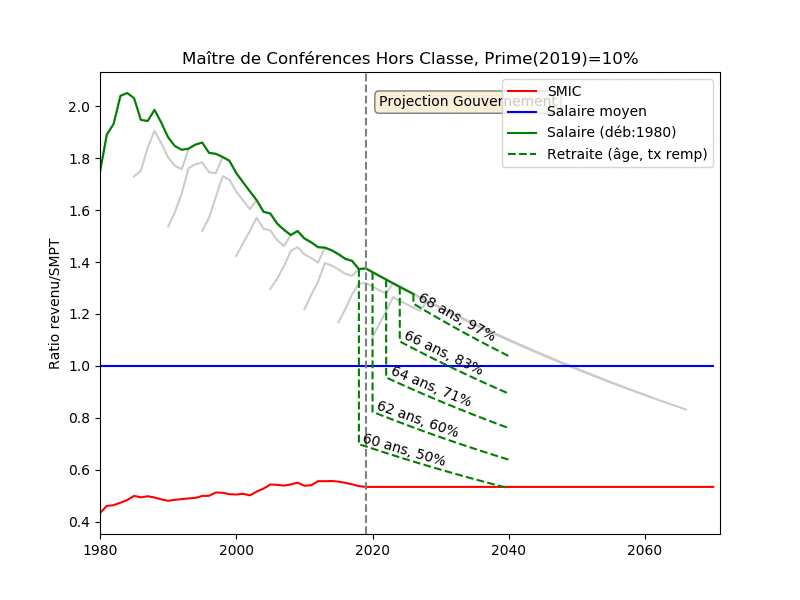 Maître de Conférences Hors Classe, Prime(2019)=10%
Projection Gouvernement
SMIC
Salaire moyen
Salaire (déb:1980)
Retraite (âge, tx remp)
Ratio revenu/SMPT
2.0
1.8
1.6
1.4
1.2
1.0
0.8
0.6
0.4
68 ans, 97%
66 ans, 83%
64 ans, 71%
62 ans, 60%
60 ans, 50%
1980
2000
2020
2040
2060